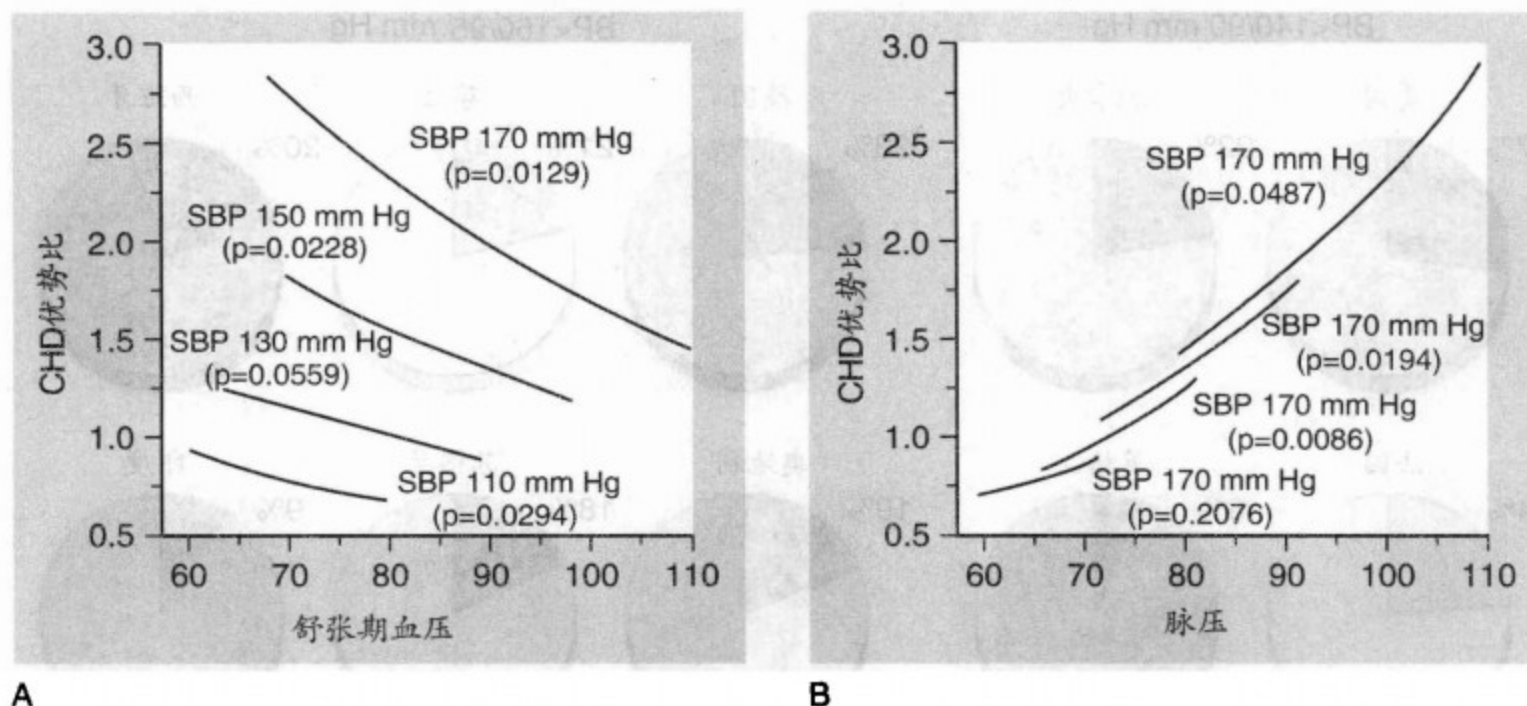 3.0
2.5
2.0
1.5
1.0
0.5
CHD优势比
SBP 170 mm Hg
(p=0.0129)
SBP 150 mm Hg
(p=0.0228)
SBP 130 mm Hg
(p=0.0559)
SBP 110 mm Hg
(p=0.0294)
60 70 80 90 100 110
舒张期血压
A
3.0
2.5
2.0
1.5
1.0
0.5
CHD优势比
SBP 170 mm Hg
(p=0.0487)
SBP 170 mm Hg
(p=0.0194)
SBP 170 mm Hg
(p=0.0086)
SBP 170 mm Hg
(p=0.2076)
60 70 80 90 100 110
脉压
B